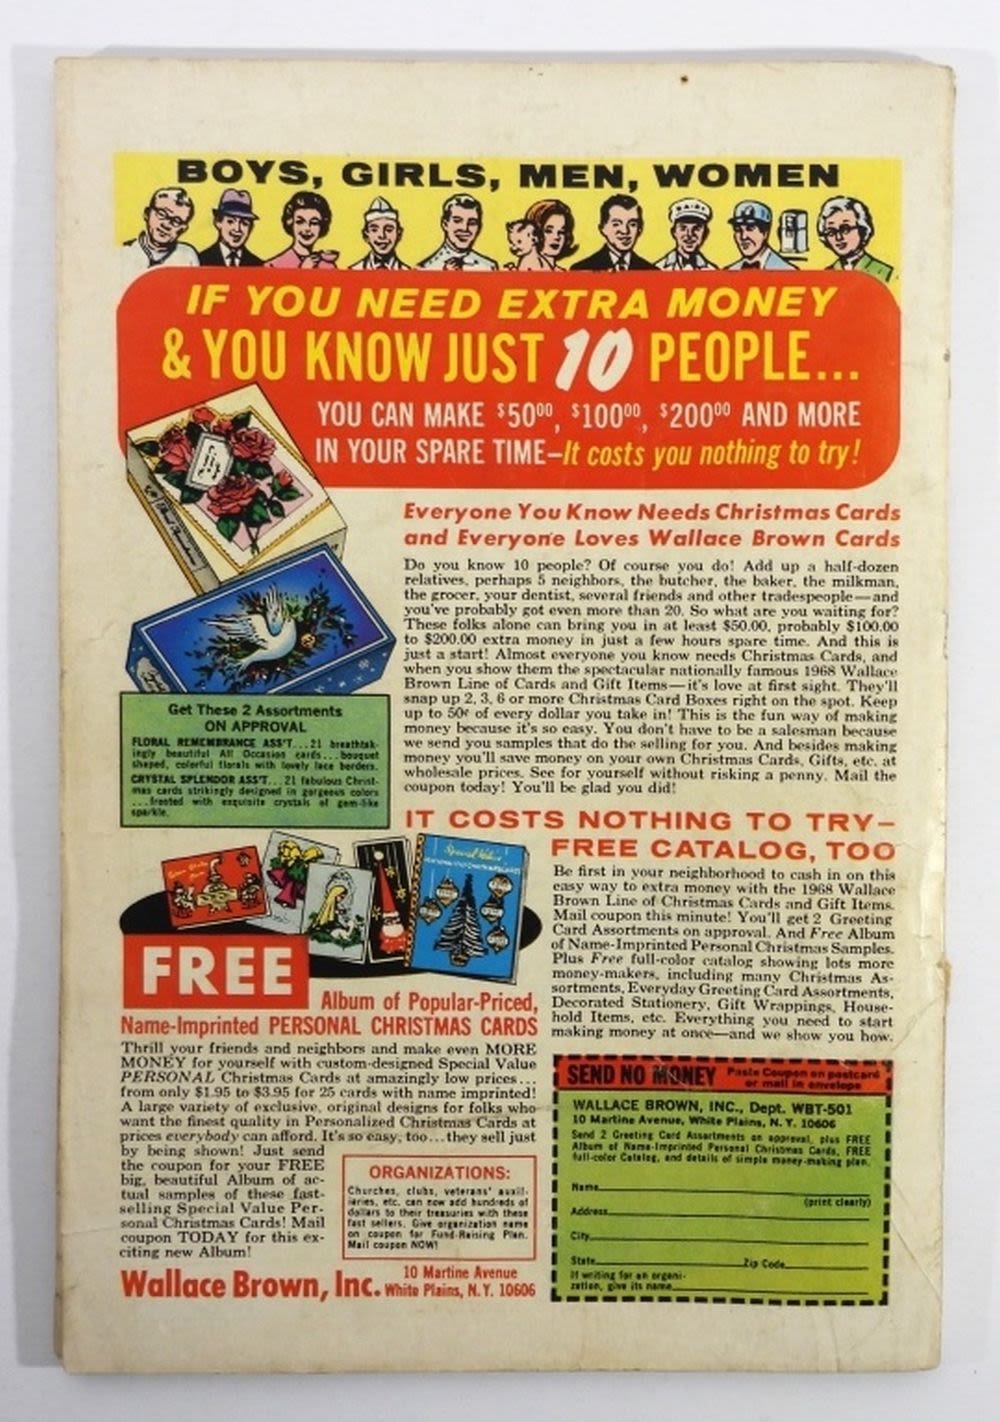 BOYS, GIRLS, MEN, WOMEN
IF YOU NEED EXTRA MONEY
& YOU KNOW JUST 10 PEOPLE...
YOU CAN MAKE $50⁰⁰, $100⁰⁰, $200⁰⁰ AND MORE
IN YOUR SPARE TIME—It costs you nothing to try!
Everyone You Know Needs Christmas Cards
and Everyone Loves Wallace Brown Cards
Do you know 10 people? Of course you do! Add up a half-dozen
relatives, perhaps 5 neighbors, the butcher, the baker, the milkman,
the grocer, your dentist, several friends and other tradespeople—and
you've probably got even more than 20. So what are you waiting for?
These folks alone can bring you in at least $50.00, probably $100.00
to $200.00 extra money in just a few hours spare time. And this is
just a start! Almost everyone you know needs Christmas Cards, and
when you show them the spectacular nationally famous 1968 Wallace
Brown Line of Cards and Gift Items—it's love at first sight. They'll
snap up 2, 3, 6 or more Christmas Card Boxes right on the spot. Keep
up to 50¢ of every dollar you take in! This is the fun way of making
money because it's so easy. You don't have to be a salesman because
we send you samples that do the selling for you. And besides making
money you'll save money on your own Christmas Cards, Gifts, etc. at
wholesale prices. See for yourself without risking a penny. Mail the
coupon today! You'll be glad you did!
Get These 2 Assortments
ON APPROVAL
FLORAL REMEMBRANCE ASS'T...21 breathtak-
ingly beautiful All Occasion cards...bouquet
shaped, colorful florals with lovely lace borders.
CRYSTAL SPLENDOR ASS'T...21 fabulous Christ-
mas cards strikingly designed in gorgeous colors
...frosted with exquisite crystals of gem-like
sparkle.
IT COSTS NOTHING TO TRY—
FREE CATALOG, TOO
Be first in your neighborhood to cash in on this
easy way to extra money with the 1968 Wallace
Brown Line of Christmas Cards and Gift Items.
Mail coupon this minute! You'll get 2 Greeting
Card Assortments on approval. And Free Album
of Name-Imprinted Personal Christmas Samples.
Plus Free full-color catalog showing lots more
money-makers, including many Christmas As-
sortments, Everyday Greeting Card Assortments,
Decorated Stationery, Gift Wrappings, House-
hold Items, etc. Everything you need to start
making money at once—and we show you how.
FREE
Album of Popular-Priced,
Name-Imprinted PERSONAL CHRISTMAS CARDS
Thrill your friends and neighbors and make even MORE
MONEY for yourself with custom-designed Special Value
PERSONAL Christmas Cards at amazingly low prices...
from only $1.95 to $3.95 for 25 cards with name imprinted!
A large variety of exclusive, original designs for folks who
want the finest quality in Personalized Christmas Cards at
prices everybody can afford. It's so easy, too...they sell just
by being shown! Just send
the coupon for your FREE
big, beautiful Album of ac-
tual samples of these fast-
selling Special Value Per-
sonal Christmas Cards! Mail
coupon TODAY for this ex-
citing new Album!
ORGANIZATIONS:
Churches, clubs, veterans' auxil-
iaries, etc. can now add hundreds of
dollars to their treasuries with these
fast sellers. Give organization name
on coupon for Fund-Raising Plan.
Mail coupon NOW!
Wallace Brown, Inc. 10 Martine Avenue
White Plains, N.Y. 10606
SEND NO MONEY Paste Coupon on postcard
or mail in envelope
WALLACE BROWN, INC., Dept. WBT-501
10 Martine Avenue, White Plains, N. Y. 10606
Send 2 Greeting Card Assortments on approval, plus FREE
Album of Name-Imprinted Personal Christmas Cards, FREE
full-color Catalog, and details of simple money-making plan.
Name
(print clearly)
Address
City
State Zip Code
If writing for an organi-
zation, give its name